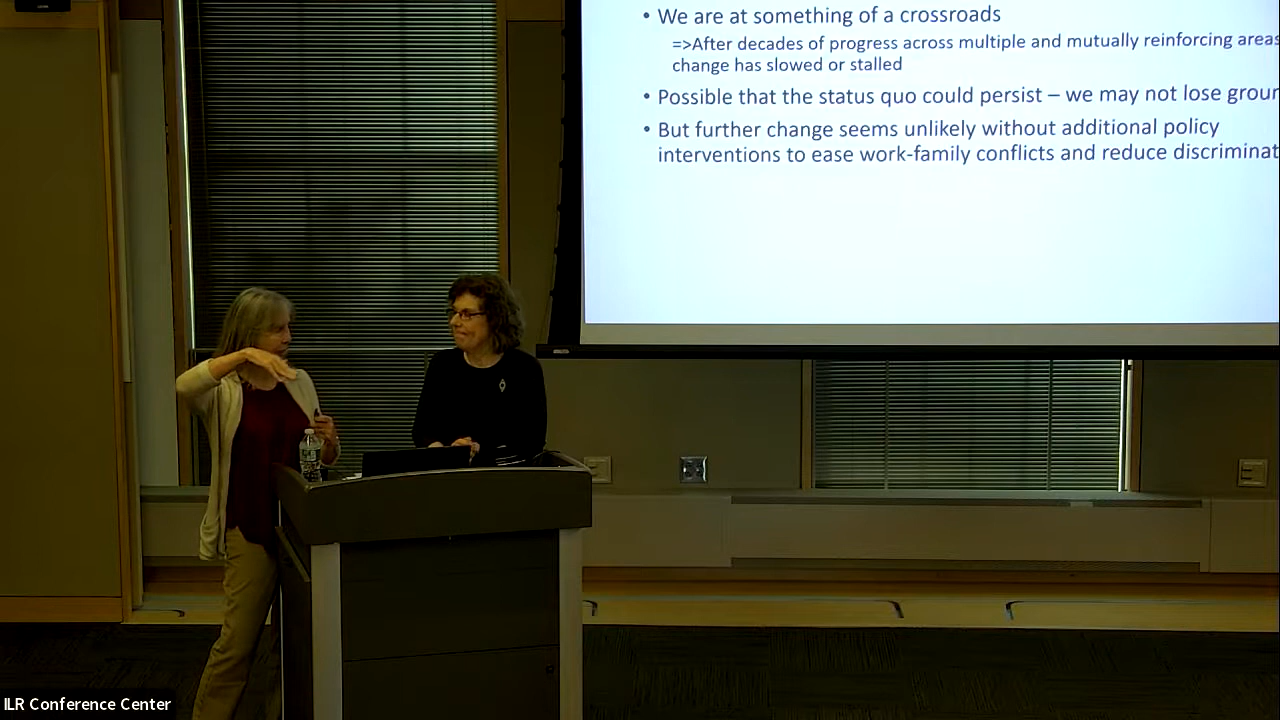 • We are at something of a crossroads
=>After decades of progress across multiple and mutually reinforcing areas
change has slowed or stalled
• Possible that the status quo could persist – we may not lose groun
• But further change seems unlikely without additional policy
interventions to ease work-family conflicts and reduce discriminat
ILR Conference Center